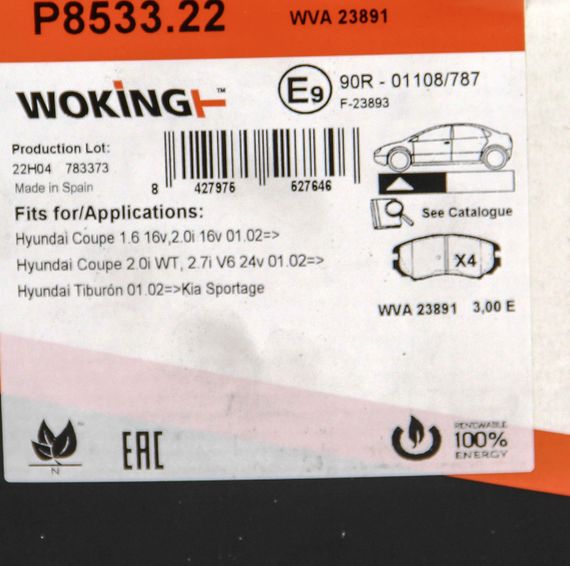 P8533.22
WVA 23891
WOKING™
E9
90R - 01108/787
F-23893
Production Lot:
22H04 783373
Made in Spain
8 427976 627646
See Catalogue
Fits for/Applications:
Hyundai Coupe 1.6 16v,2.0i 16v 01.02=>
Hyundai Coupe 2.0i WT, 2.7i V6 24v 01.02=>
Hyundai Tiburón 01.02=>Kia Sportage
X4
WVA 23891 3,00 E
N
EAC
RENEWABLE
100%
ENERGY